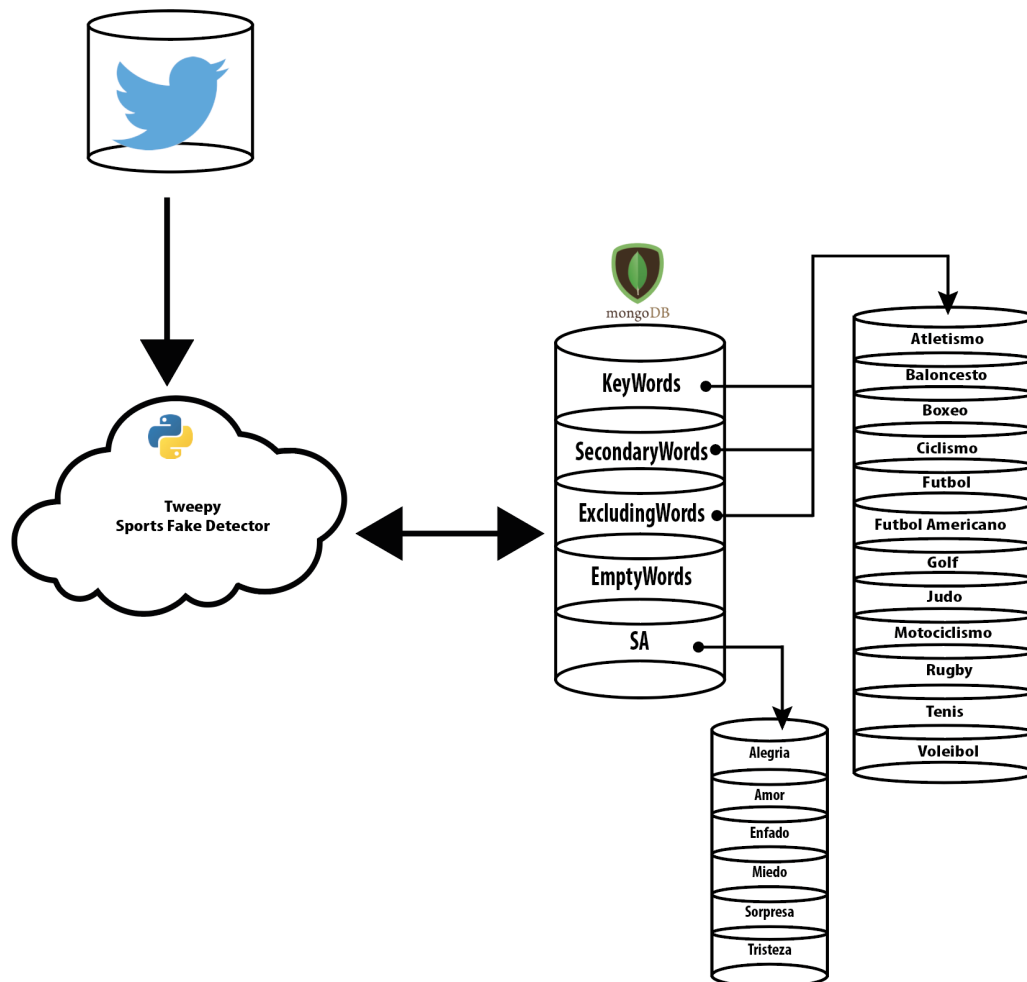 Tweepy
Sports Fake Detector
mongoDB
KeyWords
SecondaryWords
ExcludingWords
EmptyWords
SA
Atletismo
Baloncesto
Boxeo
Ciclismo
Futbol
Futbol Americano
Golf
Judo
Motociclismo
Rugby
Tenis
Voleibol
Alegria
Amor
Enfado
Miedo
Sorpresa
Tristeza